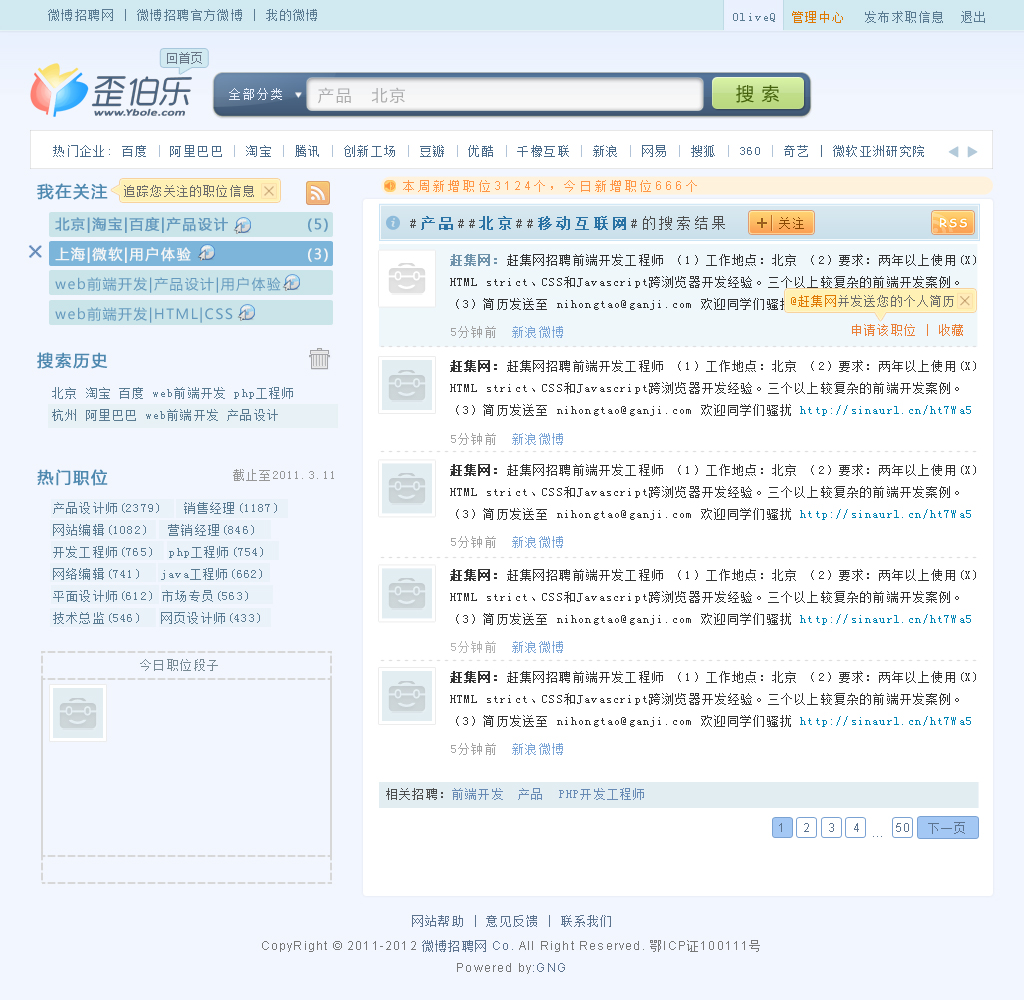 微博招聘网 | 微博招聘官方微博 | 我的微博
OliveQ 管理中心 发布求职信息 退出
回首页
歪伯乐
www.Ybole.com
全部分类 产品 北京 搜 索
热门企业: 百度 | 阿里巴巴 | 淘宝 | 腾讯 | 创新工场 | 豆瓣 | 优酷 | 千橡互联 | 新浪 | 网易 | 搜狐 | 360 | 奇艺 | 微软亚洲研究院
我在关注 追踪您关注的职位信息
北京|淘宝|百度|产品设计 (5)
上海|微软|用户体验 (3)
web前端开发|产品设计|用户体验
web前端开发|HTML|CSS
搜索历史
北京 淘宝 百度 web前端开发 php工程师
杭州 阿里巴巴 web前端开发 产品设计
热门职位 截止至2011.3.11
产品设计师(2379) 销售经理(1187)
网站编辑(1082) 营销经理(846)
开发工程师(765) php工程师(754)
网络编辑(741) java工程师(662)
平面设计师(612) 市场专员(563)
技术总监(546) 网页设计师(433)
今日职位段子
本周新增职位3124个，今日新增职位666个
#产品##北京##移动互联网#的搜索结果 + 关注 RSS
赶集网: 赶集网招聘前端开发工程师 （1）工作地点: 北京 （2）要求: 两年以上使用(X)
HTML strict、CSS和Javascript跨浏览器开发经验。三个以上较复杂的前端开发案例。
（3）简历发送至 nihongtao@ganji.com 欢迎同学们骚
@赶集网并发送您的个人简历
5分钟前 新浪微博 申请该职位 | 收藏
赶集网: 赶集网招聘前端开发工程师 （1）工作地点: 北京 （2）要求: 两年以上使用(X)
HTML strict、CSS和Javascript跨浏览器开发经验。三个以上较复杂的前端开发案例。
（3）简历发送至 nihongtao@ganji.com 欢迎同学们骚扰 http://sinaurl.cn/ht7Wa5
5分钟前 新浪微博
赶集网: 赶集网招聘前端开发工程师 （1）工作地点: 北京 （2）要求: 两年以上使用(X)
HTML strict、CSS和Javascript跨浏览器开发经验。三个以上较复杂的前端开发案例。
（3）简历发送至 nihongtao@ganji.com 欢迎同学们骚扰 http://sinaurl.cn/ht7Wa5
5分钟前 新浪微博
赶集网: 赶集网招聘前端开发工程师 （1）工作地点: 北京 （2）要求: 两年以上使用(X)
HTML strict、CSS和Javascript跨浏览器开发经验。三个以上较复杂的前端开发案例。
（3）简历发送至 nihongtao@ganji.com 欢迎同学们骚扰 http://sinaurl.cn/ht7Wa5
5分钟前 新浪微博
赶集网: 赶集网招聘前端开发工程师 （1）工作地点: 北京 （2）要求: 两年以上使用(X)
HTML strict、CSS和Javascript跨浏览器开发经验。三个以上较复杂的前端开发案例。
（3）简历发送至 nihongtao@ganji.com 欢迎同学们骚扰 http://sinaurl.cn/ht7Wa5
5分钟前 新浪微博
相关招聘: 前端开发 产品 PHP开发工程师
1 2 3 4 ... 50 下一页
网站帮助 | 意见反馈 | 联系我们
CopyRight © 2011-2012 微博招聘网 Co. All Right Reserved. 鄂ICP证100111号
Powered by:GNG